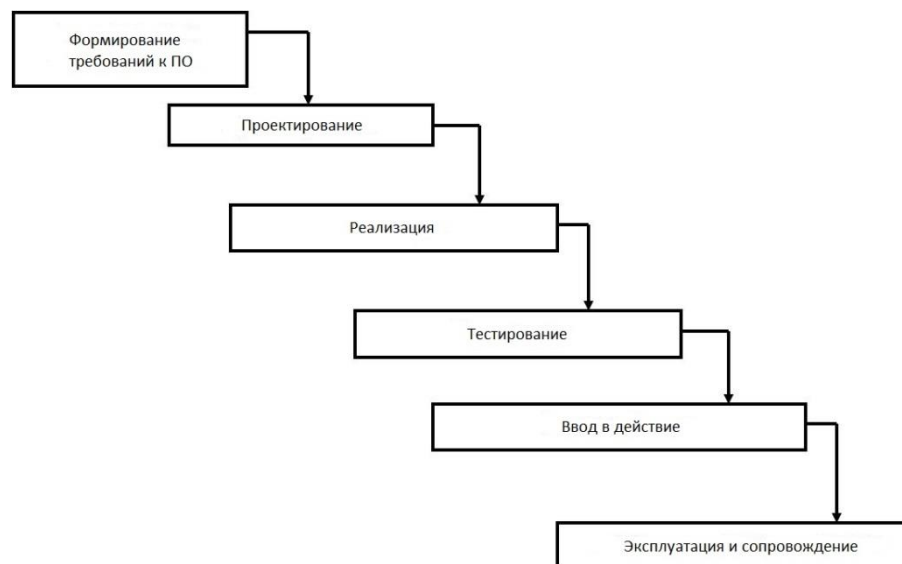 Формирование
требований к ПО
Проектирование
Реализация
Тестирование
Ввод в действие
Эксплуатация и сопровождение